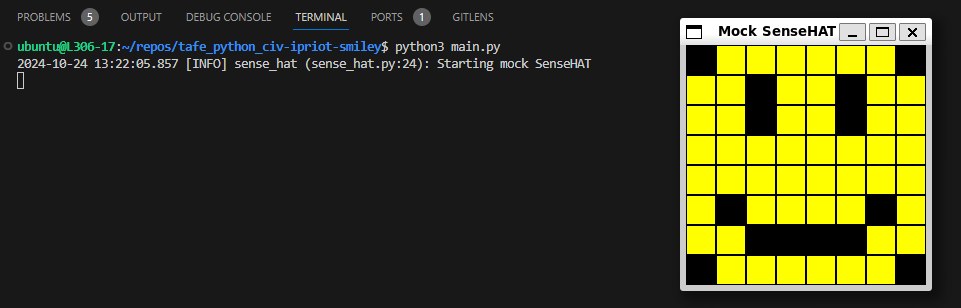 PROBLEMS 5 OUTPUT DEBUG CONSOLE TERMINAL PORTS 1 GITLENS
ubuntu@L306-17:~/repos/tafe_python_civ-ipriot-smiley$ python3 main.py
2024-10-24 13:22:05.857 [INFO] sense_hat (sense_hat.py:24): Starting mock SenseHAT
Mock SenseHAT